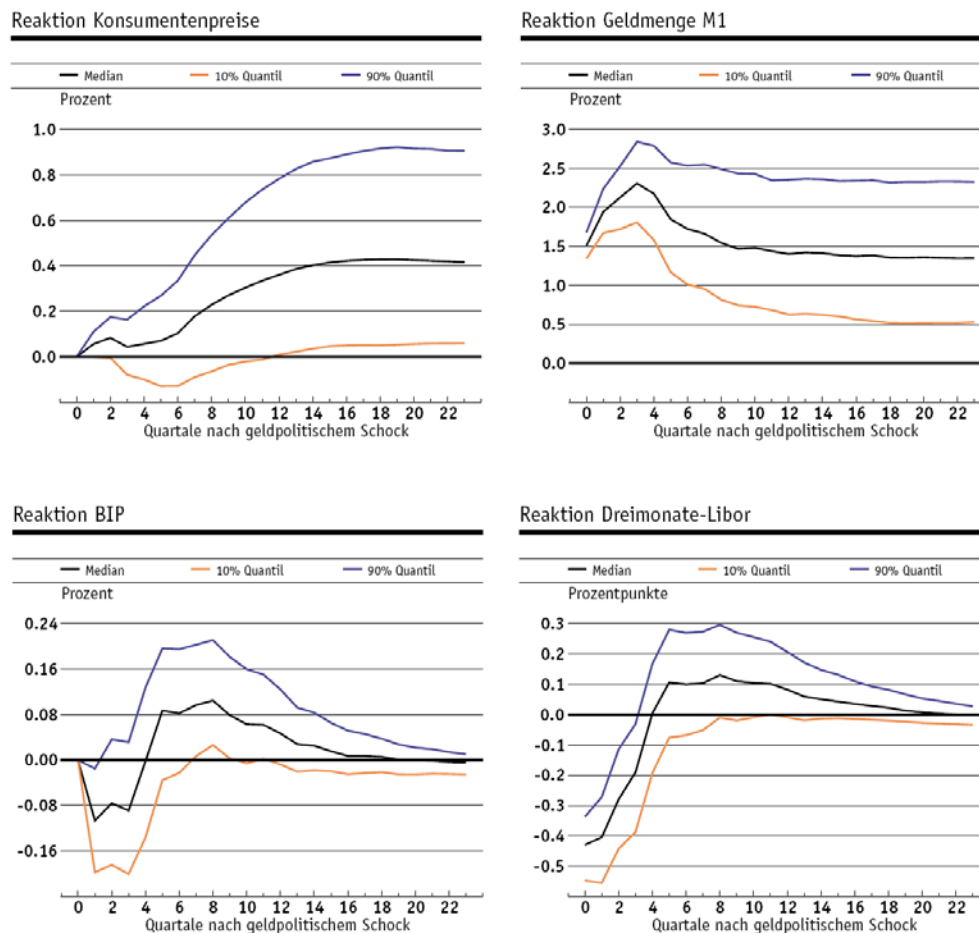 Reaktion Konsumentenpreise
Median 10% Quantil 90% Quantil
Prozent
1.0
0.8
0.6
0.4
0.2
0.0
0 2 4 6 8 10 12 14 16 18 20 22
Quartale nach geldpolitischem Schock
Reaktion Geldmenge M1
Median 10% Quantil 90% Quantil
Prozent
3.0
2.5
2.0
1.5
1.0
0.5
0.0
0 2 4 6 8 10 12 14 16 18 20 22
Quartale nach geldpolitischem Schock
Reaktion BIP
Median 10% Quantil 90% Quantil
Prozent
0.24
0.16
0.08
0.00
-0.08
-0.16
0 2 4 6 8 10 12 14 16 18 20 22
Quartale nach geldpolitischem Schock
Reaktion Dreimonate-Libor
Median 10% Quantil 90% Quantil
Prozentpunkte
0.3
0.2
0.1
0.0
-0.1
-0.2
-0.3
-0.4
-0.5
0 2 4 6 8 10 12 14 16 18 20 22
Quartale nach geldpolitischem Schock